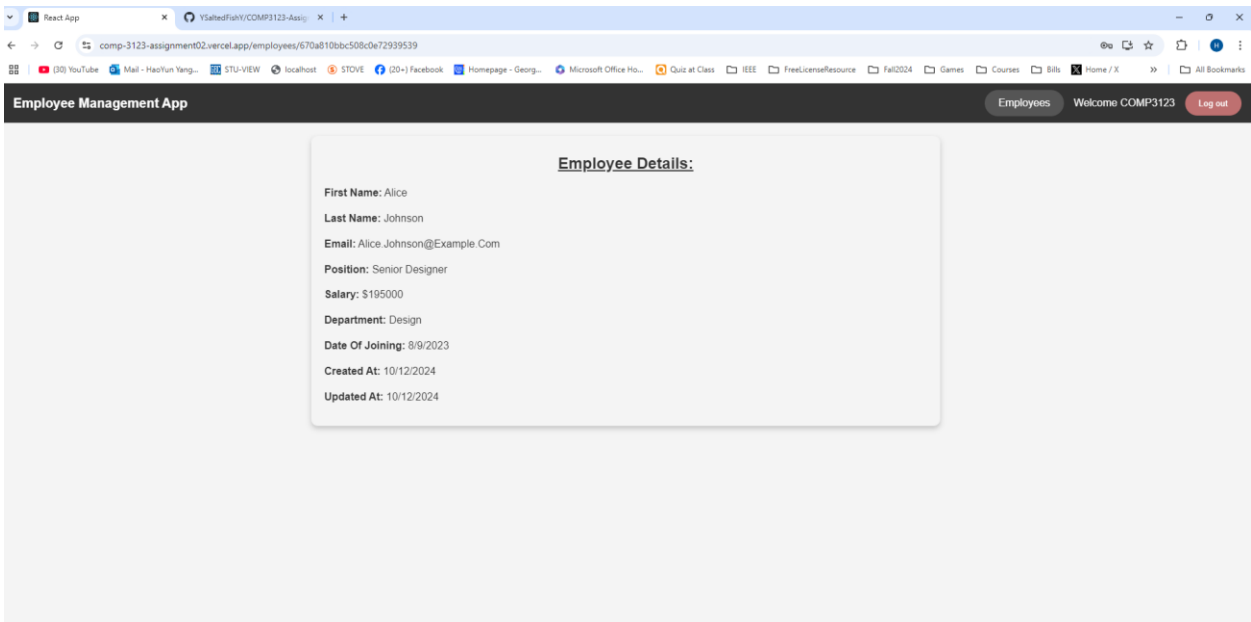 React App
YSaltedFishY/COMP3123-Assig
comp-3123-assignment02.vercel.app/employees/670a810bbc508c0e72939539
(30) YouTube Mail - HaoYun Yang... STU-VIEW localhost STOVE (20+) Facebook Homepage - Georg... Microsoft Office Ho... Quiz at Class IEEE FreeLicenseResource Fall2024 Games Courses Bills Home / X » All Bookmarks
Employee Management App Employees Welcome COMP3123 Log out
Employee Details:
First Name: Alice
Last Name: Johnson
Email: Alice.Johnson@Example.Com
Position: Senior Designer
Salary: $195000
Department: Design
Date Of Joining: 8/9/2023
Created At: 10/12/2024
Updated At: 10/12/2024